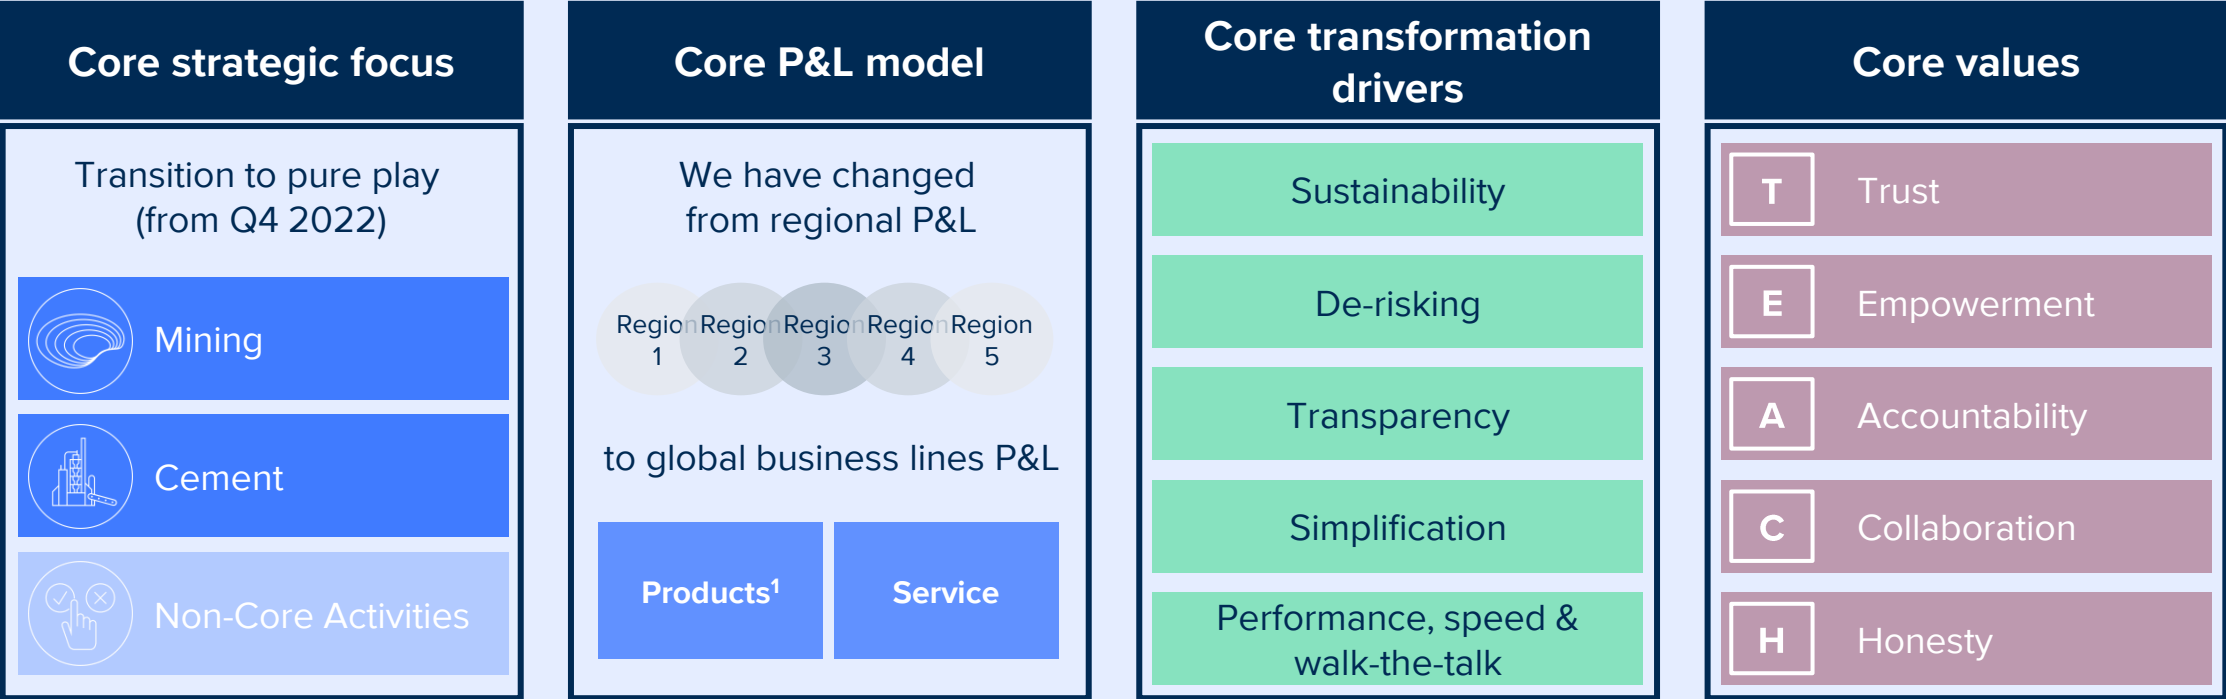 Core strategic focus
Transition to pure play
(from Q4 2022)
Mining
Cement
Non-Core Activities
Core P&L model
We have changed
from regional P&L
Region
1
Region
2
Region
3
Region
4
Region
5
to global business lines P&L
Products¹
Service
Core transformation
drivers
Sustainability
De-risking
Transparency
Simplification
Performance, speed &
walk-the-talk
Core values
T Trust
E Empowerment
A Accountability
C Collaboration
H Honesty